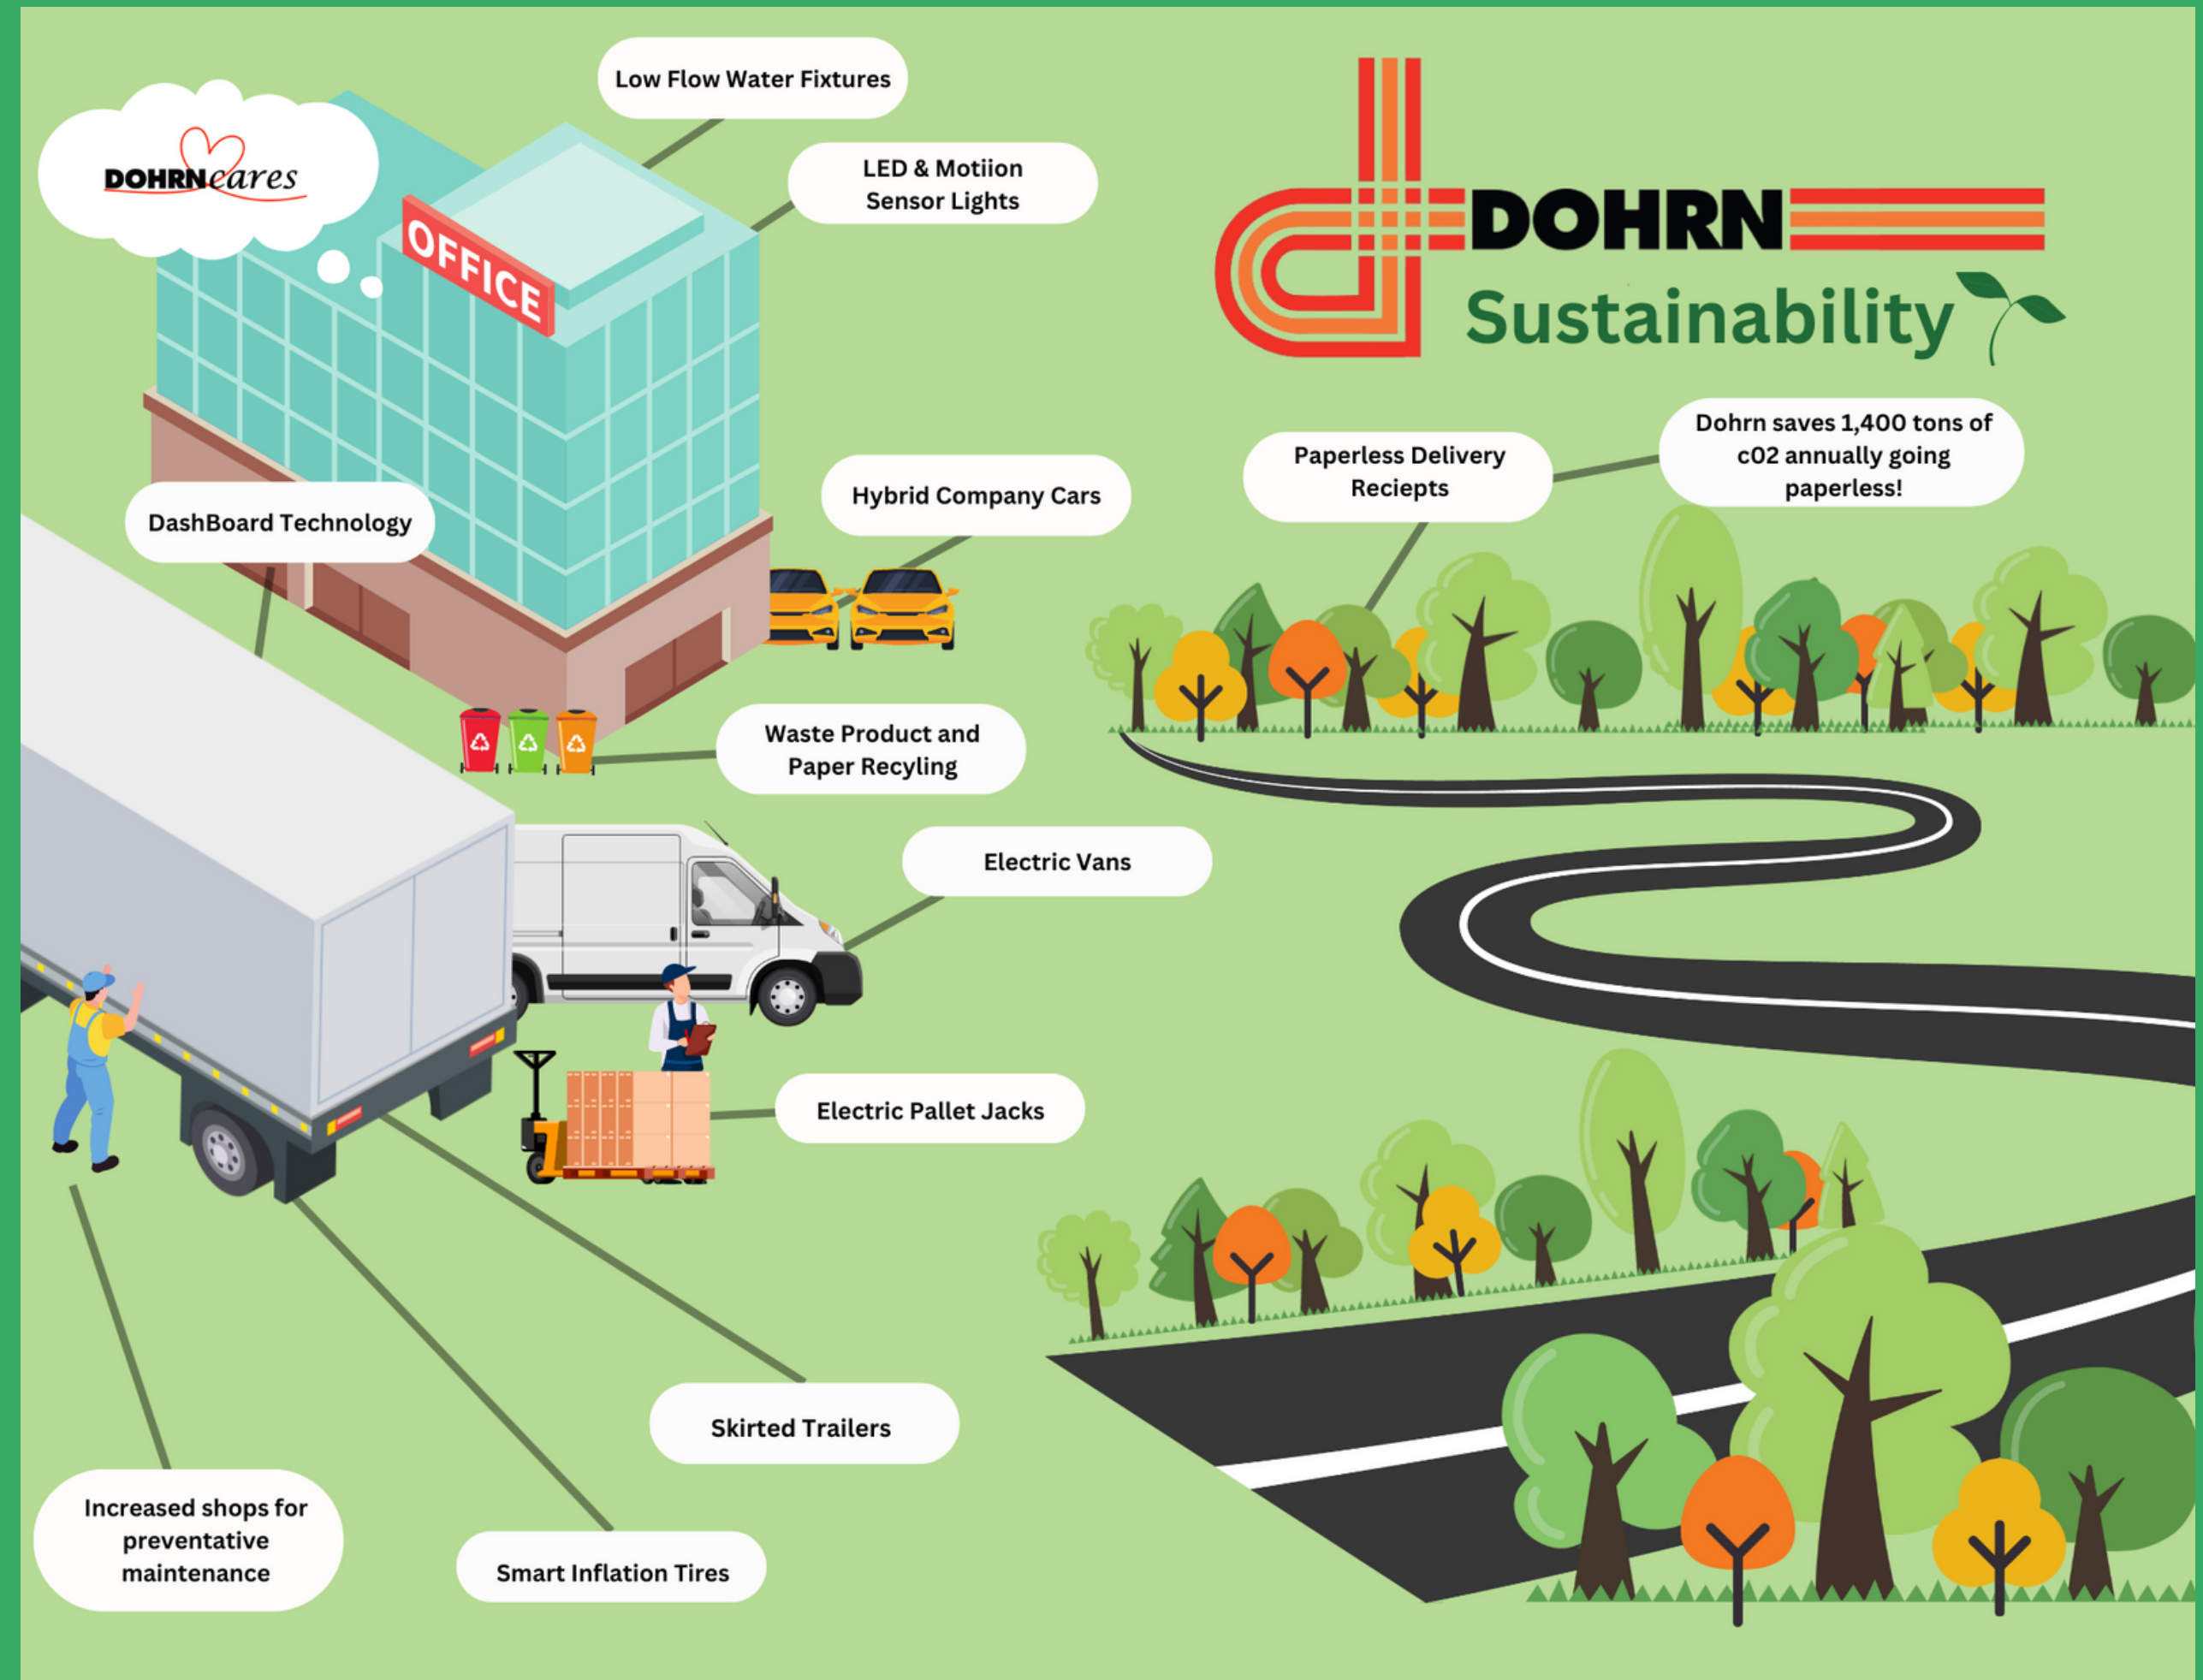 Low Flow Water Fixtures
LED & Motiion
Sensor Lights
DOHRNcares
OFFICE
DOHRN
Sustainability
Dohrn saves 1,400 tons of
c02 annually going
paperless!
Paperless Delivery
Reciepts
Hybrid Company Cars
DashBoard Technology
Waste Product and
Paper Recyling
Electric Vans
Electric Pallet Jacks
Skirted Trailers
Increased shops for
preventative
maintenance
Smart Inflation Tires